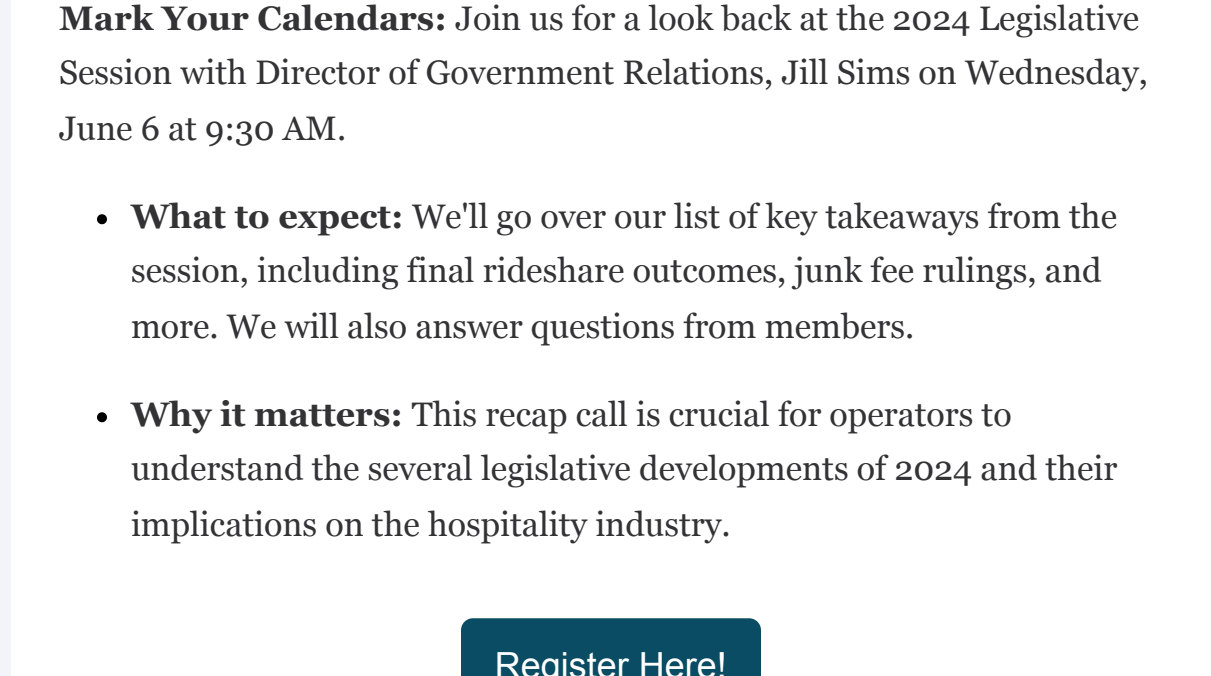 Mark Your Calendars: Join us for a look back at the 2024 Legislative
Session with Director of Government Relations, Jill Sims on Wednesday,
June 6 at 9:30 AM.
• What to expect: We'll go over our list of key takeaways from the
session, including final rideshare outcomes, junk fee rulings, and
more. We will also answer questions from members.
• Why it matters: This recap call is crucial for operators to
understand the several legislative developments of 2024 and their
implications on the hospitality industry.
Register Here!